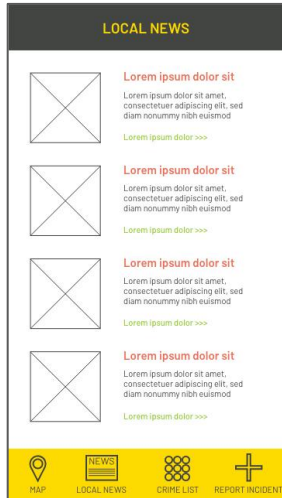 LOCAL NEWS
Lorem ipsum dolor sit
Lorem ipsum dolor sit amet,
consectetuer adipiscing elit, sed
diam nonummy nibh euismod
Lorem ipsum dolor >>>
Lorem ipsum dolor sit
Lorem ipsum dolor sit amet,
consectetuer adipiscing elit, sed
diam nonummy nibh euismod
Lorem ipsum dolor >>>
Lorem ipsum dolor sit
Lorem ipsum dolor sit amet,
consectetuer adipiscing elit, sed
diam nonummy nibh euismod
Lorem ipsum dolor >>>
Lorem ipsum dolor sit
Lorem ipsum dolor sit amet,
consectetuer adipiscing elit, sed
diam nonummy nibh euismod
Lorem ipsum dolor >>>
NEWS
MAP LOCAL NEWS CRIME LIST REPORT INCIDENT